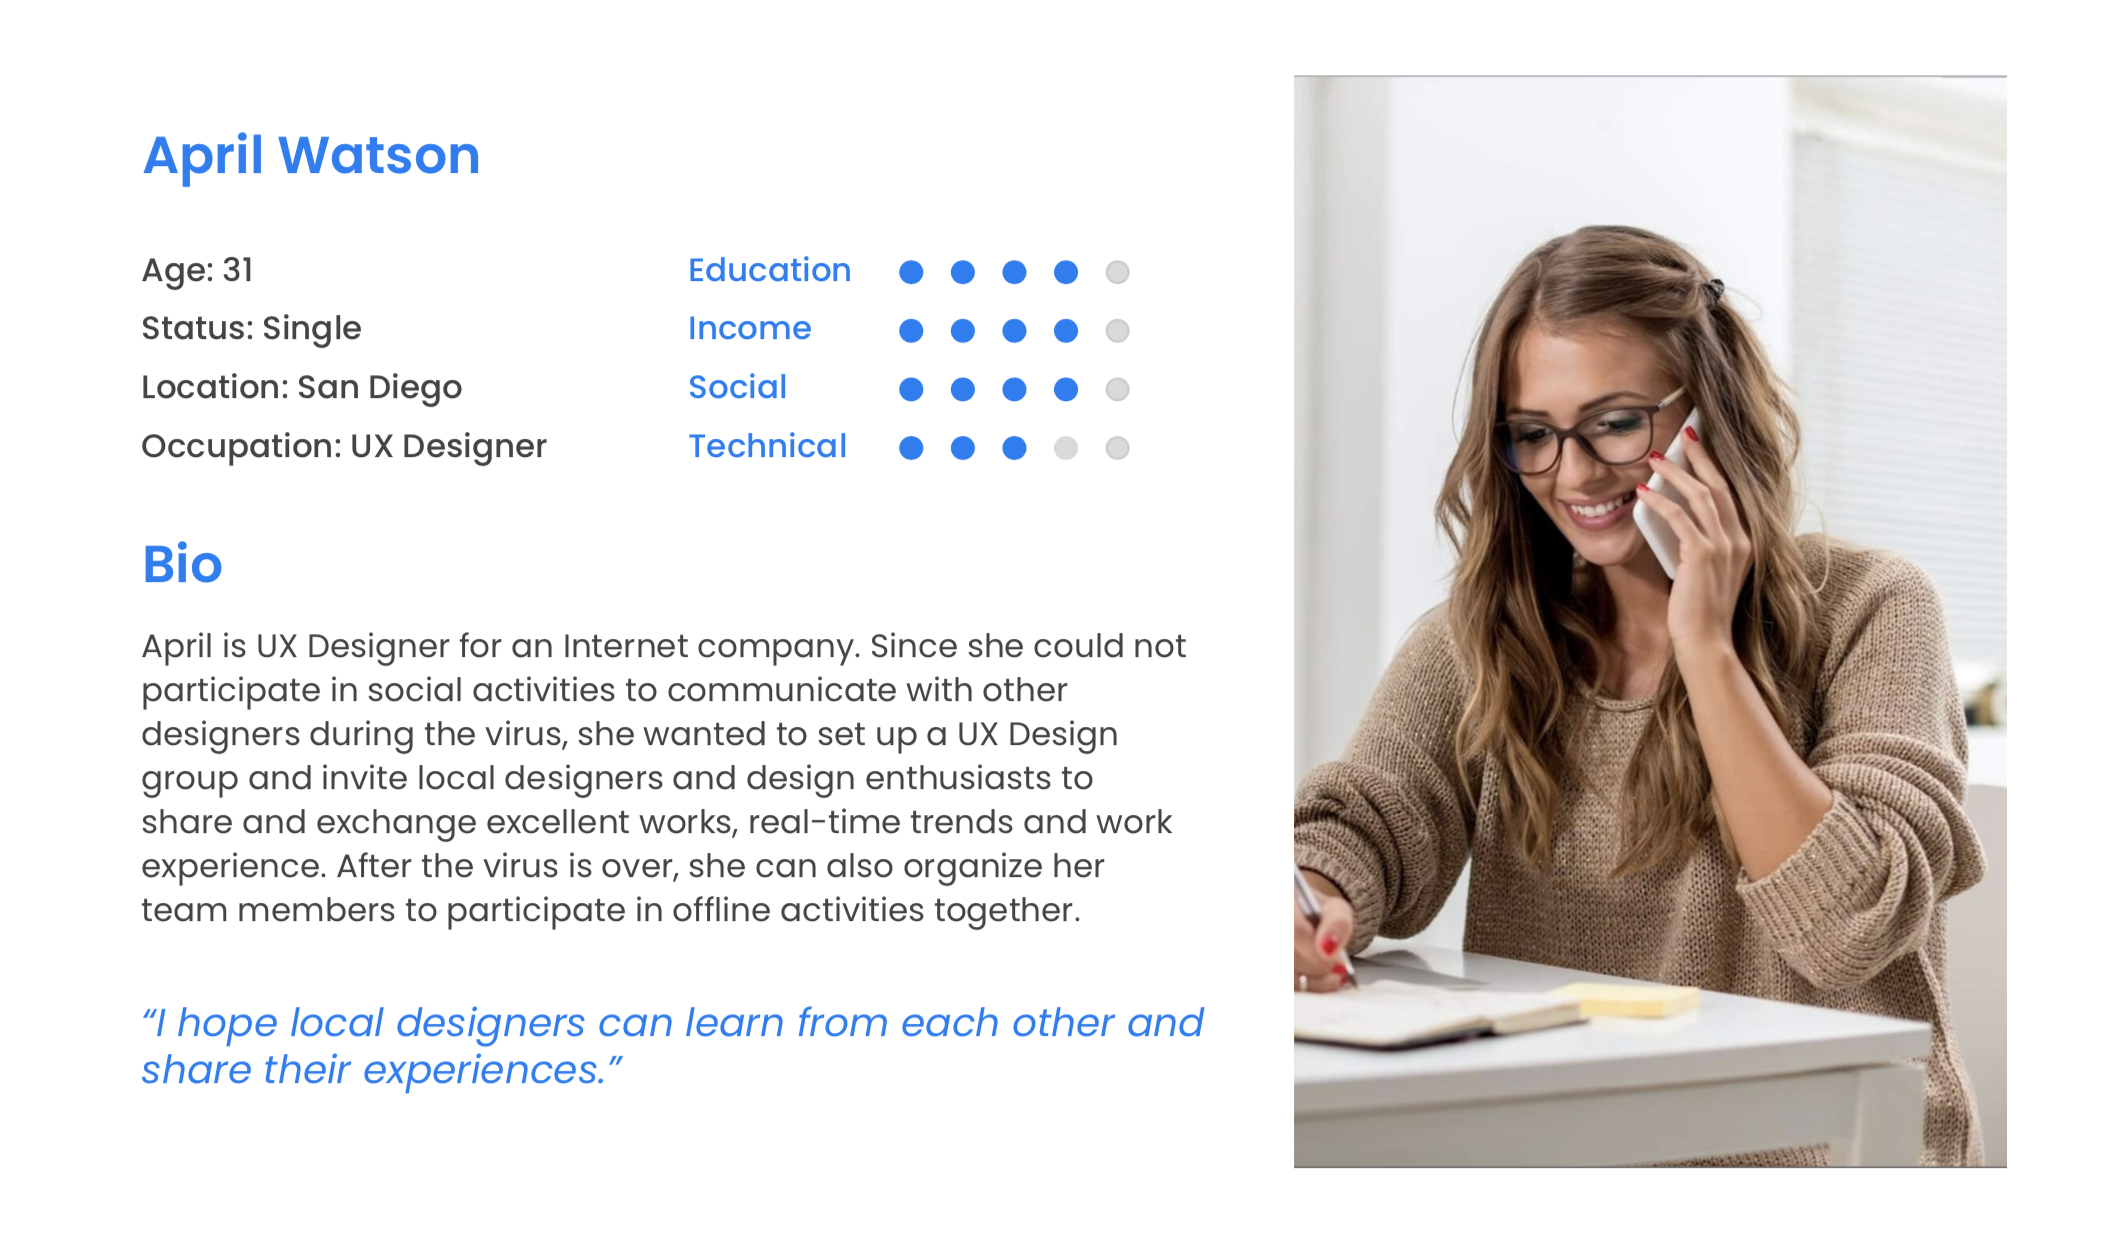 April Watson
Age: 31
Status: Single
Location: San Diego
Occupation: UX Designer
Education
Income
Social
Technical
Bio
April is UX Designer for an Internet company. Since she could not
participate in social activities to communicate with other
designers during the virus, she wanted to set up a UX Design
group and invite local designers and design enthusiasts to
share and exchange excellent works, real-time trends and work
experience. After the virus is over, she can also organize her
team members to participate in offline activities together.
“I hope local designers can learn from each other and
share their experiences.”